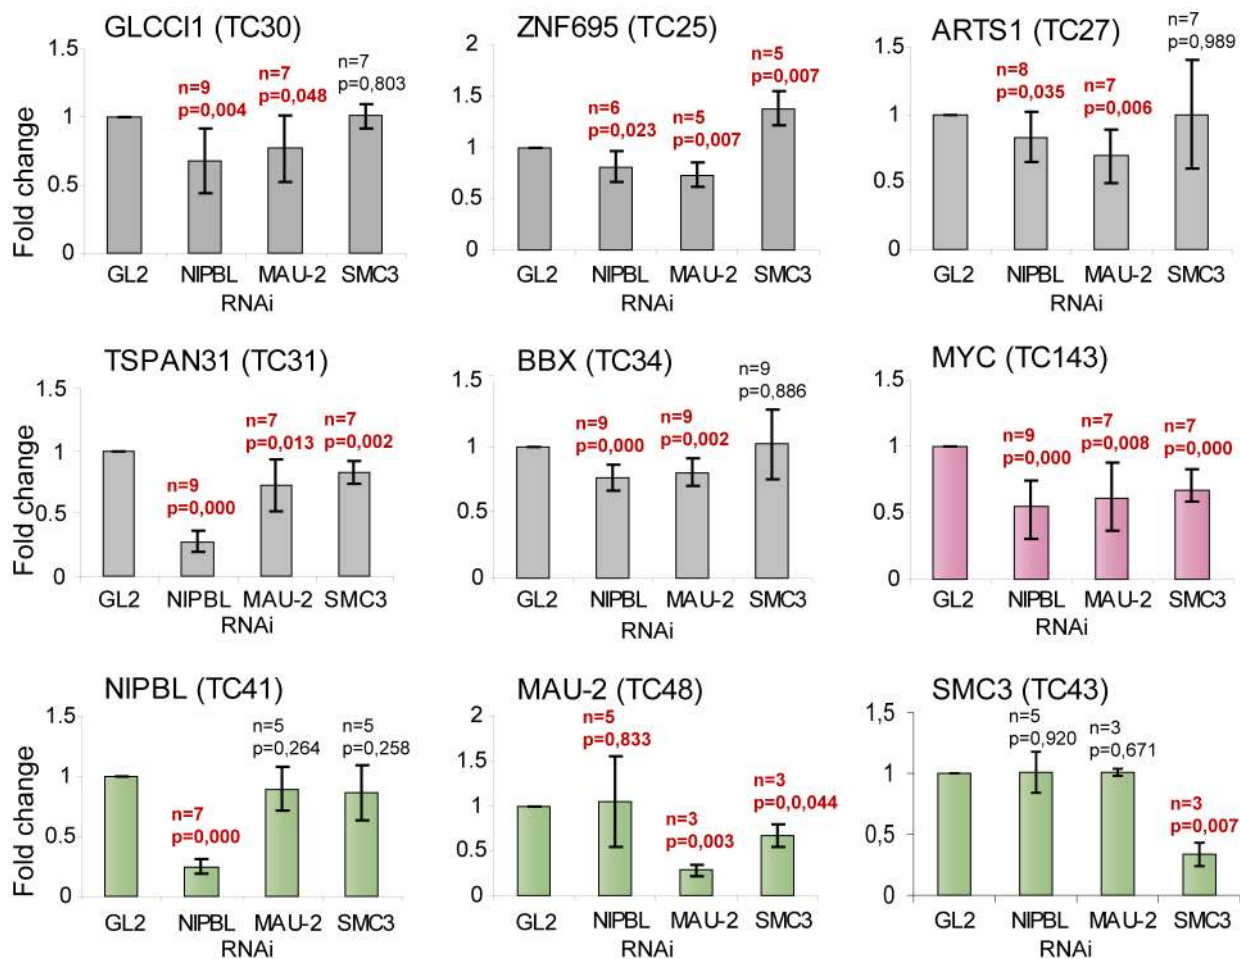 GLCCI1 (TC30)
Fold change
1.5
1
0.5
0
n=9
p=0,004
n=7
p=0,048
n=7
p=0,803
GL2
NIPBL
MAU-2
SMC3
RNAi
ZNF695 (TC25)
2
1.5
1
0.5
0
n=6
p=0,023
n=5
p=0,007
n=5
p=0,007
GL2
NIPBL
MAU-2
SMC3
RNAi
ARTS1 (TC27)
1.5
1
0.5
0
n=8
p=0,035
n=7
p=0,006
n=7
p=0,989
GL2
NIPBL
MAU-2
SMC3
RNAi
TSPAN31 (TC31)
Fold change
1.5
1
0.5
0
n=9
p=0,000
n=7
p=0,013
n=7
p=0,002
GL2
NIPBL
MAU-2
SMC3
RNAi
BBX (TC34)
1.5
1
0.5
0
n=9
p=0,000
n=9
p=0,002
n=9
p=0,886
GL2
NIPBL
MAU-2
SMC3
RNAi
MYC (TC143)
1.5
1
0.5
0
n=9
p=0,000
n=7
p=0,008
n=7
p=0,000
GL2
NIPBL
MAU-2
SMC3
RNAi
NIPBL (TC41)
Fold change
1.5
1
0.5
0
n=7
p=0,000
n=5
p=0,264
n=5
p=0,258
GL2
NIPBL
MAU-2
SMC3
RNAi
MAU-2 (TC48)
2
1.5
1
0.5
0
n=5
p=0,833
n=3
p=0,003
n=3
p=0,0,044
GL2
NIPBL
MAU-2
SMC3
RNAi
SMC3 (TC43)
1,5
1
0,5
0
n=5
p=0,920
n=3
p=0,671
n=3
p=0,007
GL2
NIPBL
MAU-2
SMC3
RNAi